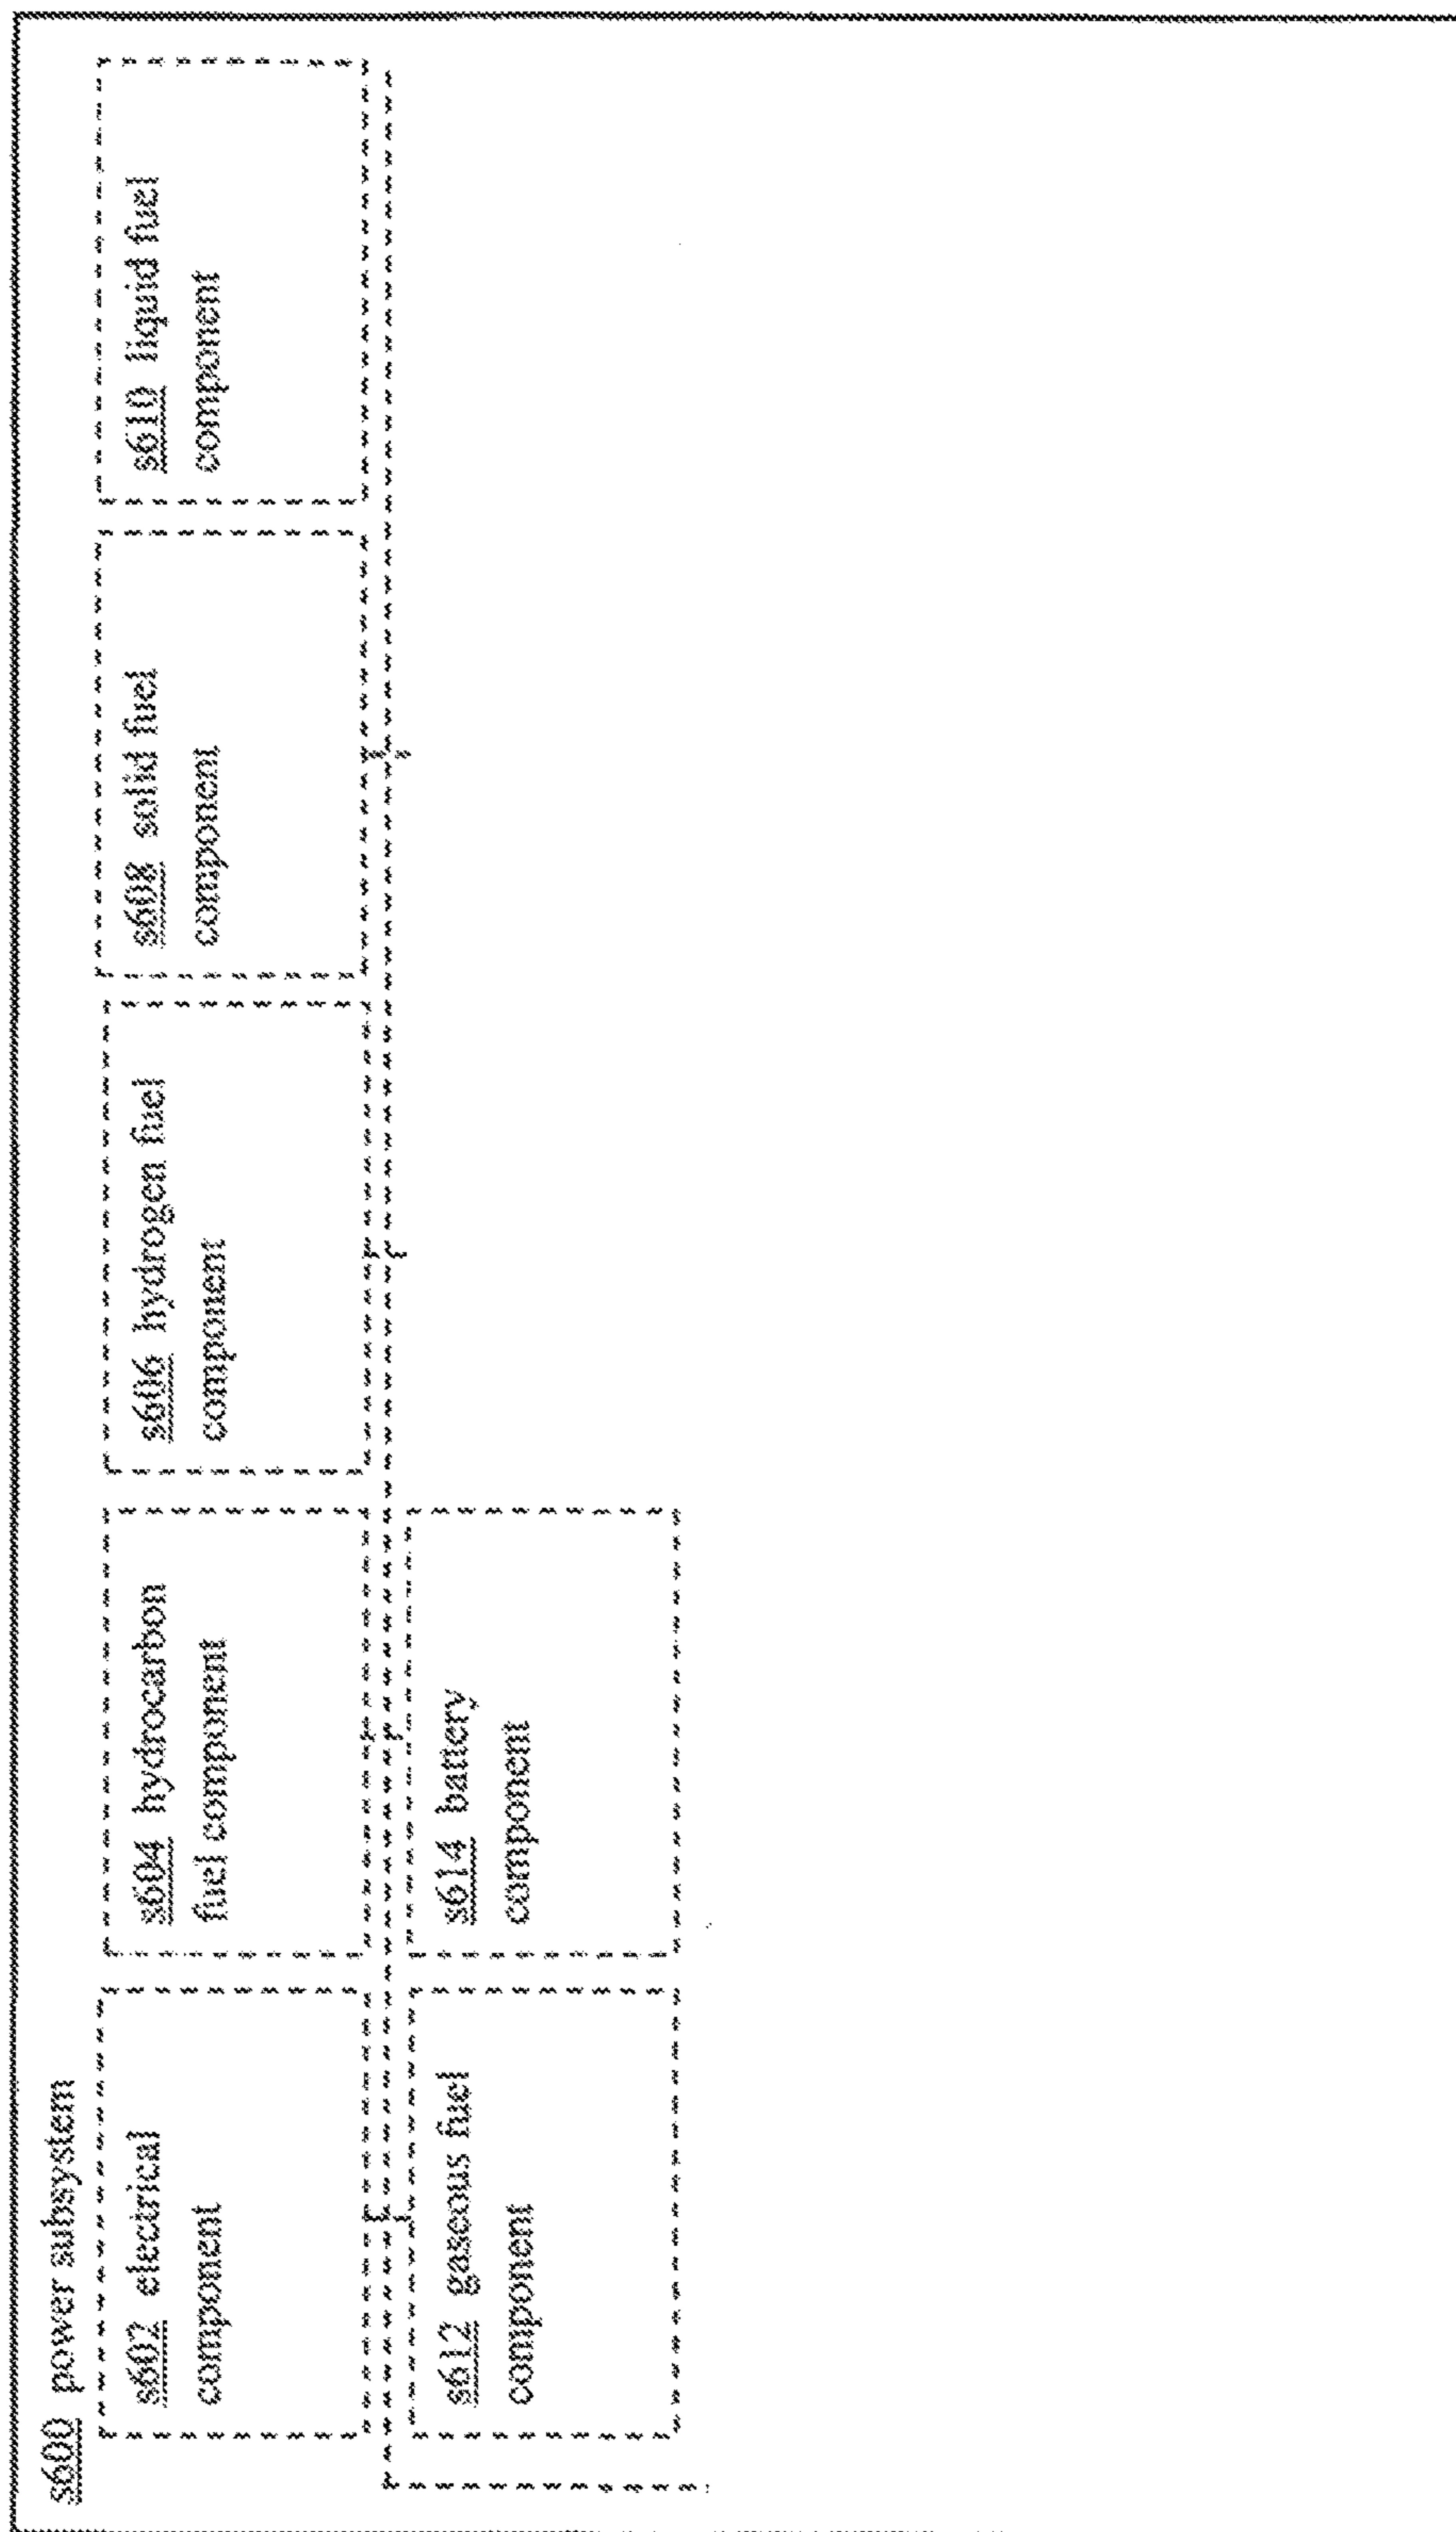 s600 power subsystem
s602 electrical
component
s604 hydrocarbon
fuel component
s606 hydrogen fuel
component
s608 solid fuel
component
s610 liquid fuel
component
s612 gaseous fuel
component
s614 battery
component